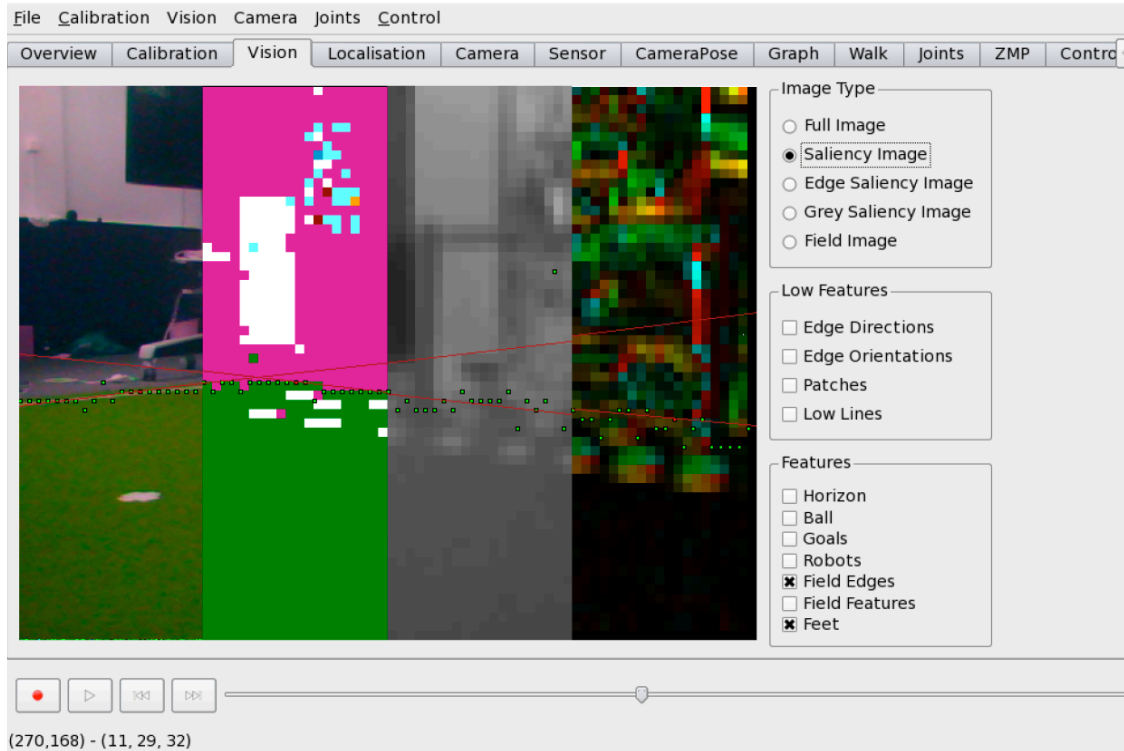 File Calibration Vision Camera Joints Control
Overview Calibration Vision Localisation Camera Sensor CameraPose Graph Walk Joints ZMP Contro
Image Type
Full Image
Saliency Image
Edge Saliency Image
Grey Saliency Image
Field Image
Low Features
Edge Directions
Edge Orientations
Patches
Low Lines
Features
Horizon
Ball
Goals
Robots
Field Edges
Field Features
Feet
(270,168) - (11, 29, 32)